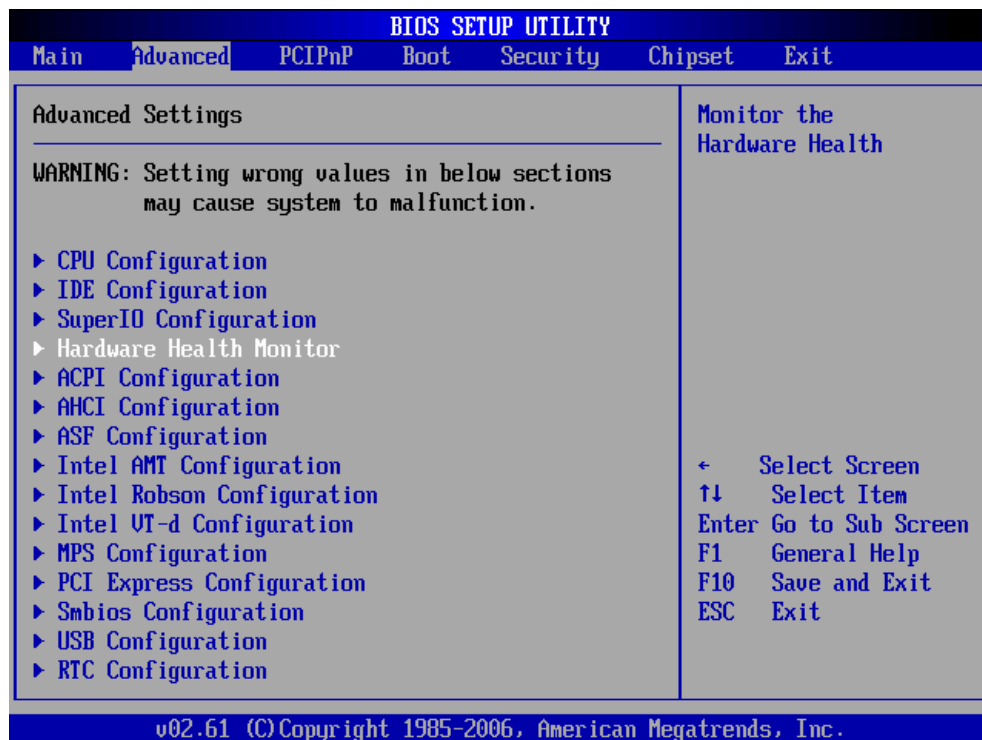 BIOS SETUP UTILITY
Main Advanced PCIPnP Boot Security Chipset Exit
Advanced Settings
WARNING: Setting wrong values in below sections
may cause system to malfunction.
▶ CPU Configuration
▶ IDE Configuration
▶ SuperIO Configuration
▶ Hardware Health Monitor
▶ ACPI Configuration
▶ AHCI Configuration
▶ ASF Configuration
▶ Intel AMT Configuration
▶ Intel Robson Configuration
▶ Intel VT-d Configuration
▶ MPS Configuration
▶ PCI Express Configuration
▶ Smbios Configuration
▶ USB Configuration
▶ RTC Configuration
Monitor the
Hardware Health
← Select Screen
↑↓ Select Item
Enter Go to Sub Screen
F1 General Help
F10 Save and Exit
ESC Exit
v02.61 (C)Copyright 1985-2006, American Megatrends, Inc.